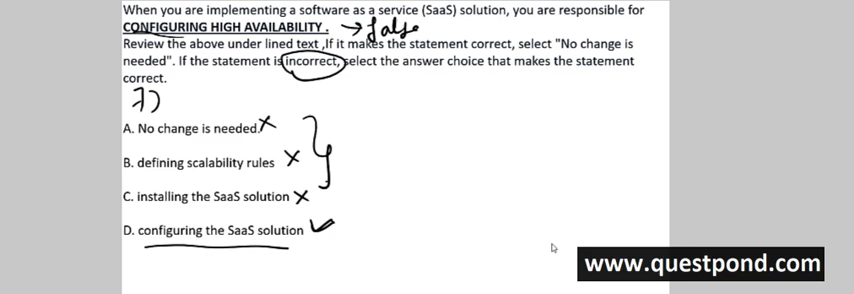 When you are implementing a software as a service (SaaS) solution, you are responsible for
CONFIGURING HIGH AVAILABILITY. → false
Review the above under lined text ,If it makes the statement correct, select "No change is
needed". If the statement is incorrect, select the answer choice that makes the statement
correct.
7)
A. No change is needed. ×
B. defining scalability rules ×
C. installing the SaaS solution ×
D. configuring the SaaS solution ✓
www.questpond.com